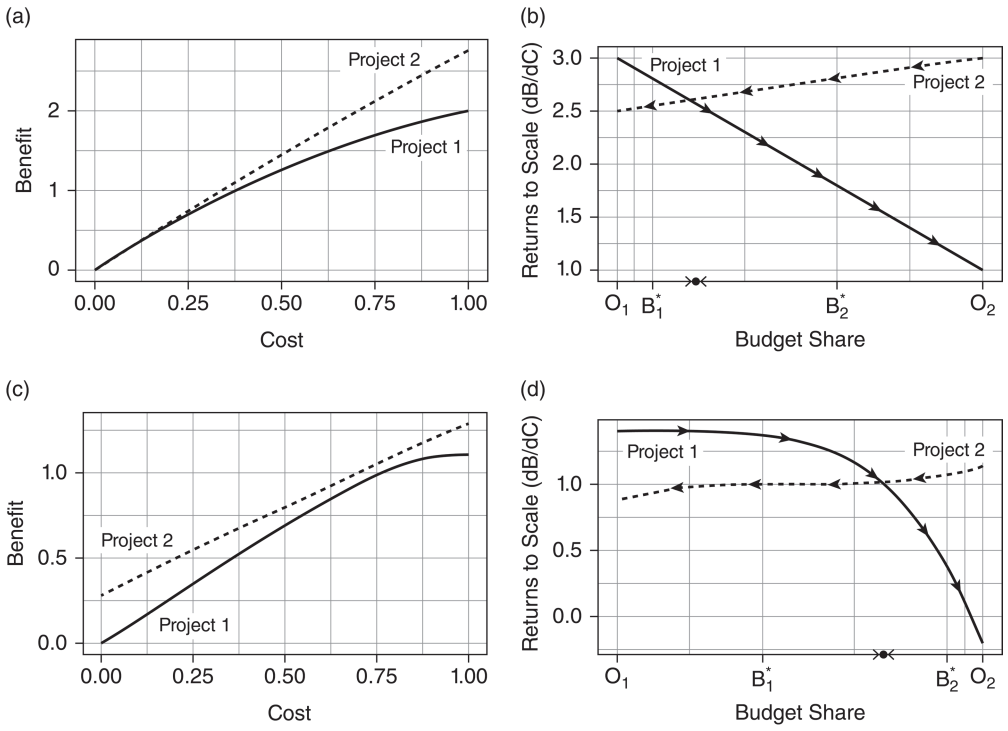 (a)
Benefit
2
1
0
Project 2
Project 1
0.00 0.25 0.50 0.75 1.00
Cost
(b)
Returns to Scale (dB/dC)
3.0
2.5
2.0
1.5
1.0
Project 1
Project 2
O₁ B₁* B₂* O₂
Budget Share
(c)
Benefit
1.0
0.5
0.0
Project 2
Project 1
0.00 0.25 0.50 0.75 1.00
Cost
(d)
Returns to Scale (dB/dC)
1.0
0.5
0.0
Project 1
Project 2
O₁ B₁* B₂* O₂
Budget Share